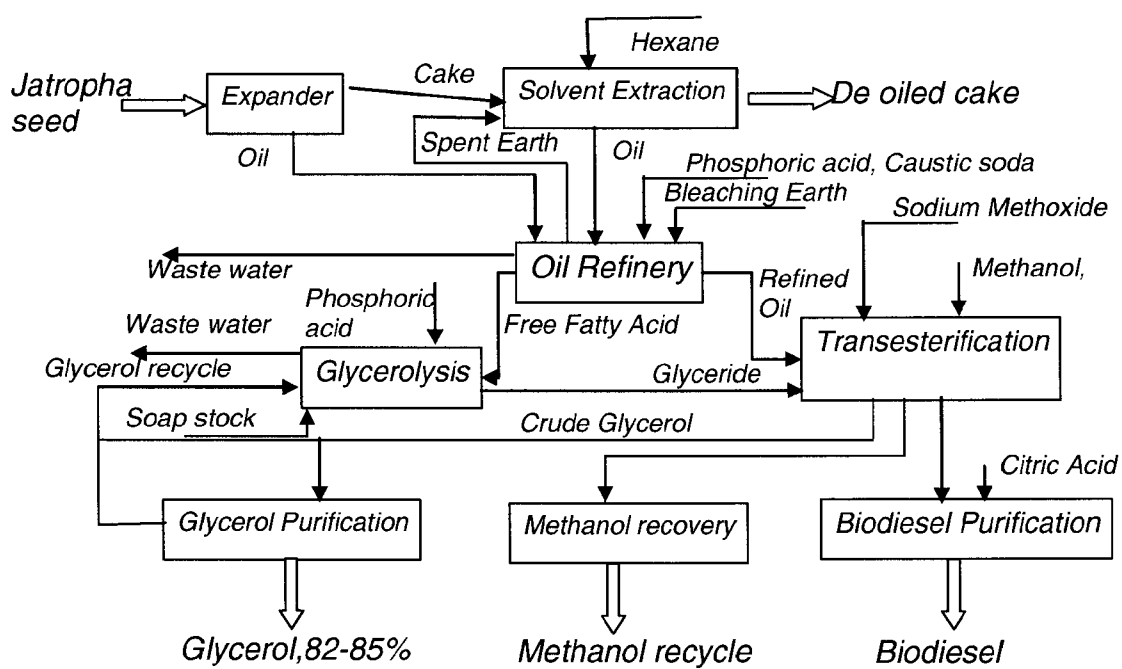 Hexane
Jatropha
seed
Expander
Cake
Solvent Extraction
De oiled cake
Oil
Spent Earth
Oil
Phosphoric acid, Caustic soda
Bleaching Earth
Sodium Methoxide
Waste water
Oil Refinery
Refined
Oil
Methanol,
Phosphoric
acid
Free Fatty Acid
Waste water
Transesterification
Glycerol recycle
Glycerolysis
Glyceride
Soap stock
Crude Glycerol
Citric Acid
Glycerol Purification
Methanol recovery
Biodiesel Purification
Glycerol,82-85%
Methanol recycle
Biodiesel